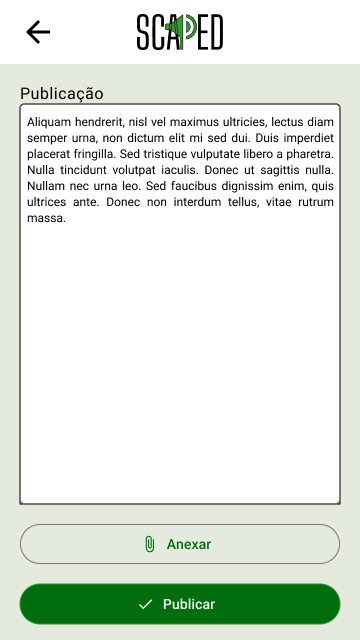 SCAPED
Publicação
Aliquam hendrerit, nisl vel maximus ultricies, lectus diam
semper urna, non dictum elit mi sed dui. Duis imperdiet
placerat fringilla. Sed tristique vulputate libero a pharetra.
Nulla tincidunt volutpat iaculis. Donec ut sagittis nulla.
Nullam nec urna leo. Sed faucibus dignissim enim, quis
ultrices ante. Donec non interdum tellus, vitae rutrum
massa.
Anexar
Publicar